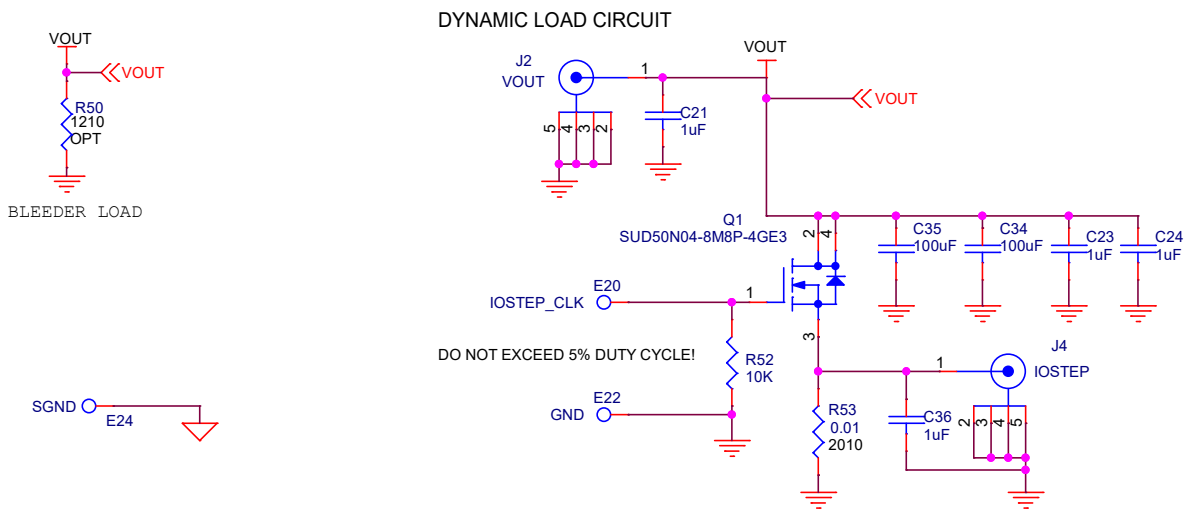 DYNAMIC LOAD CIRCUIT
VOUT
VOUT
R50
1210
OPT
BLEEDER LOAD
SGND
E24
J2
VOUT
1
5
4
3
2
C21
1uF
VOUT
VOUT
Q1
SUD50N04-8M8P-4GE3
2
4
1
3
C35
100uF
C34
100uF
C23
1uF
C24
1uF
IOSTEP_CLK
E20
DO NOT EXCEED 5% DUTY CYCLE!
R52
10K
GND
E22
R53
0.01
2010
C36
1uF
J4
IOSTEP
1
2
3
4
5